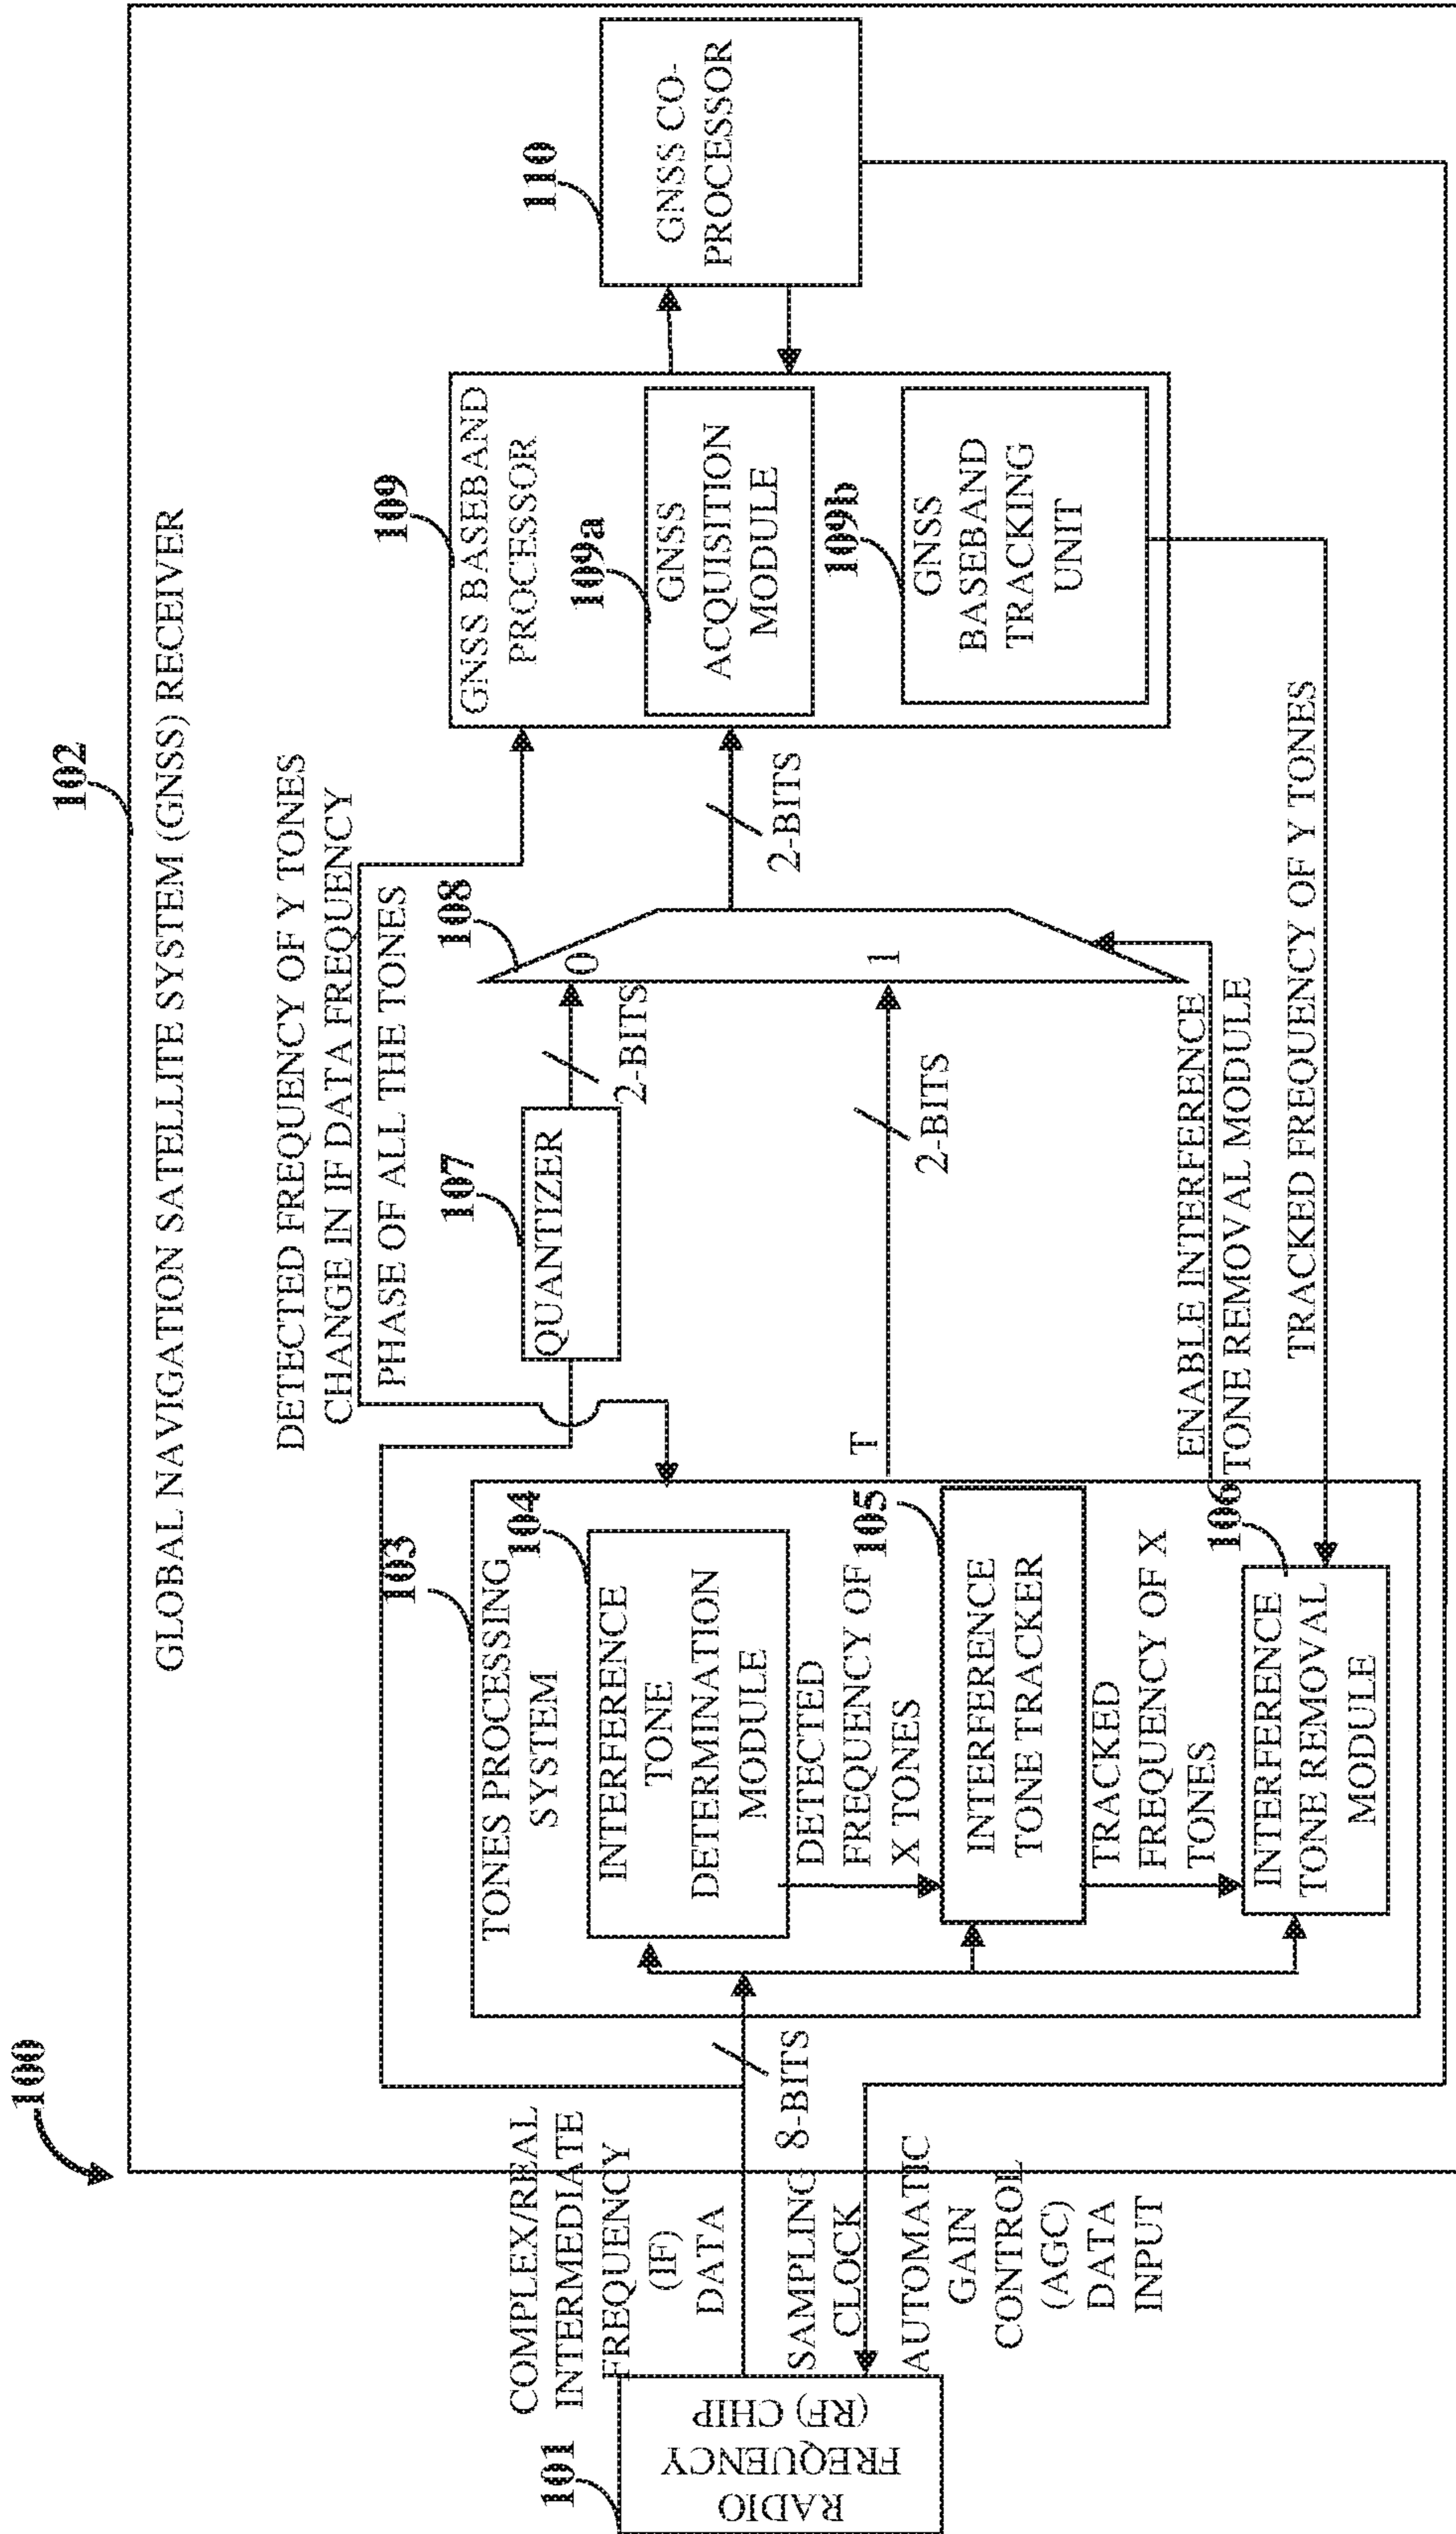 100
102
GLOBAL NAVIGATION SATELLITE SYSTEM (GNSS) RECEIVER
101
RADIO
FREQUENCY
(RF) CHIP
COMPLEX/REAL
INTERMEDIATE
FREQUENCY
(IF)
DATA
8-BITS
SAMPLING
CLOCK
AUTOMATIC
GAIN
CONTROL
(AGC)
DATA
INPUT
103
TONES PROCESSING
SYSTEM
104
INTERFERENCE
TONE
DETERMINATION
MODULE
DETECTED
FREQUENCY OF
X TONES
105
INTERFERENCE
TONE TRACKER
TRACKED
FREQUENCY OF X
TONES
106
INTERFERENCE
TONE REMOVAL
MODULE
DETECTED FREQUENCY OF Y TONES
CHANGE IN IF DATA FREQUENCY
PHASE OF ALL THE TONES
107
QUANTIZER
2-BITS
T
2-BITS
ENABLE INTERFERENCE
TONE REMOVAL MODULE
TRACKED FREQUENCY OF Y TONES
108
0
1
2-BITS
109
GNSS BASEBAND
PROCESSOR
109a
GNSS
ACQUISITION
MODULE
109b
GNSS
BASEBAND
TRACKING
UNIT
110
GNSS CO-
PROCESSOR